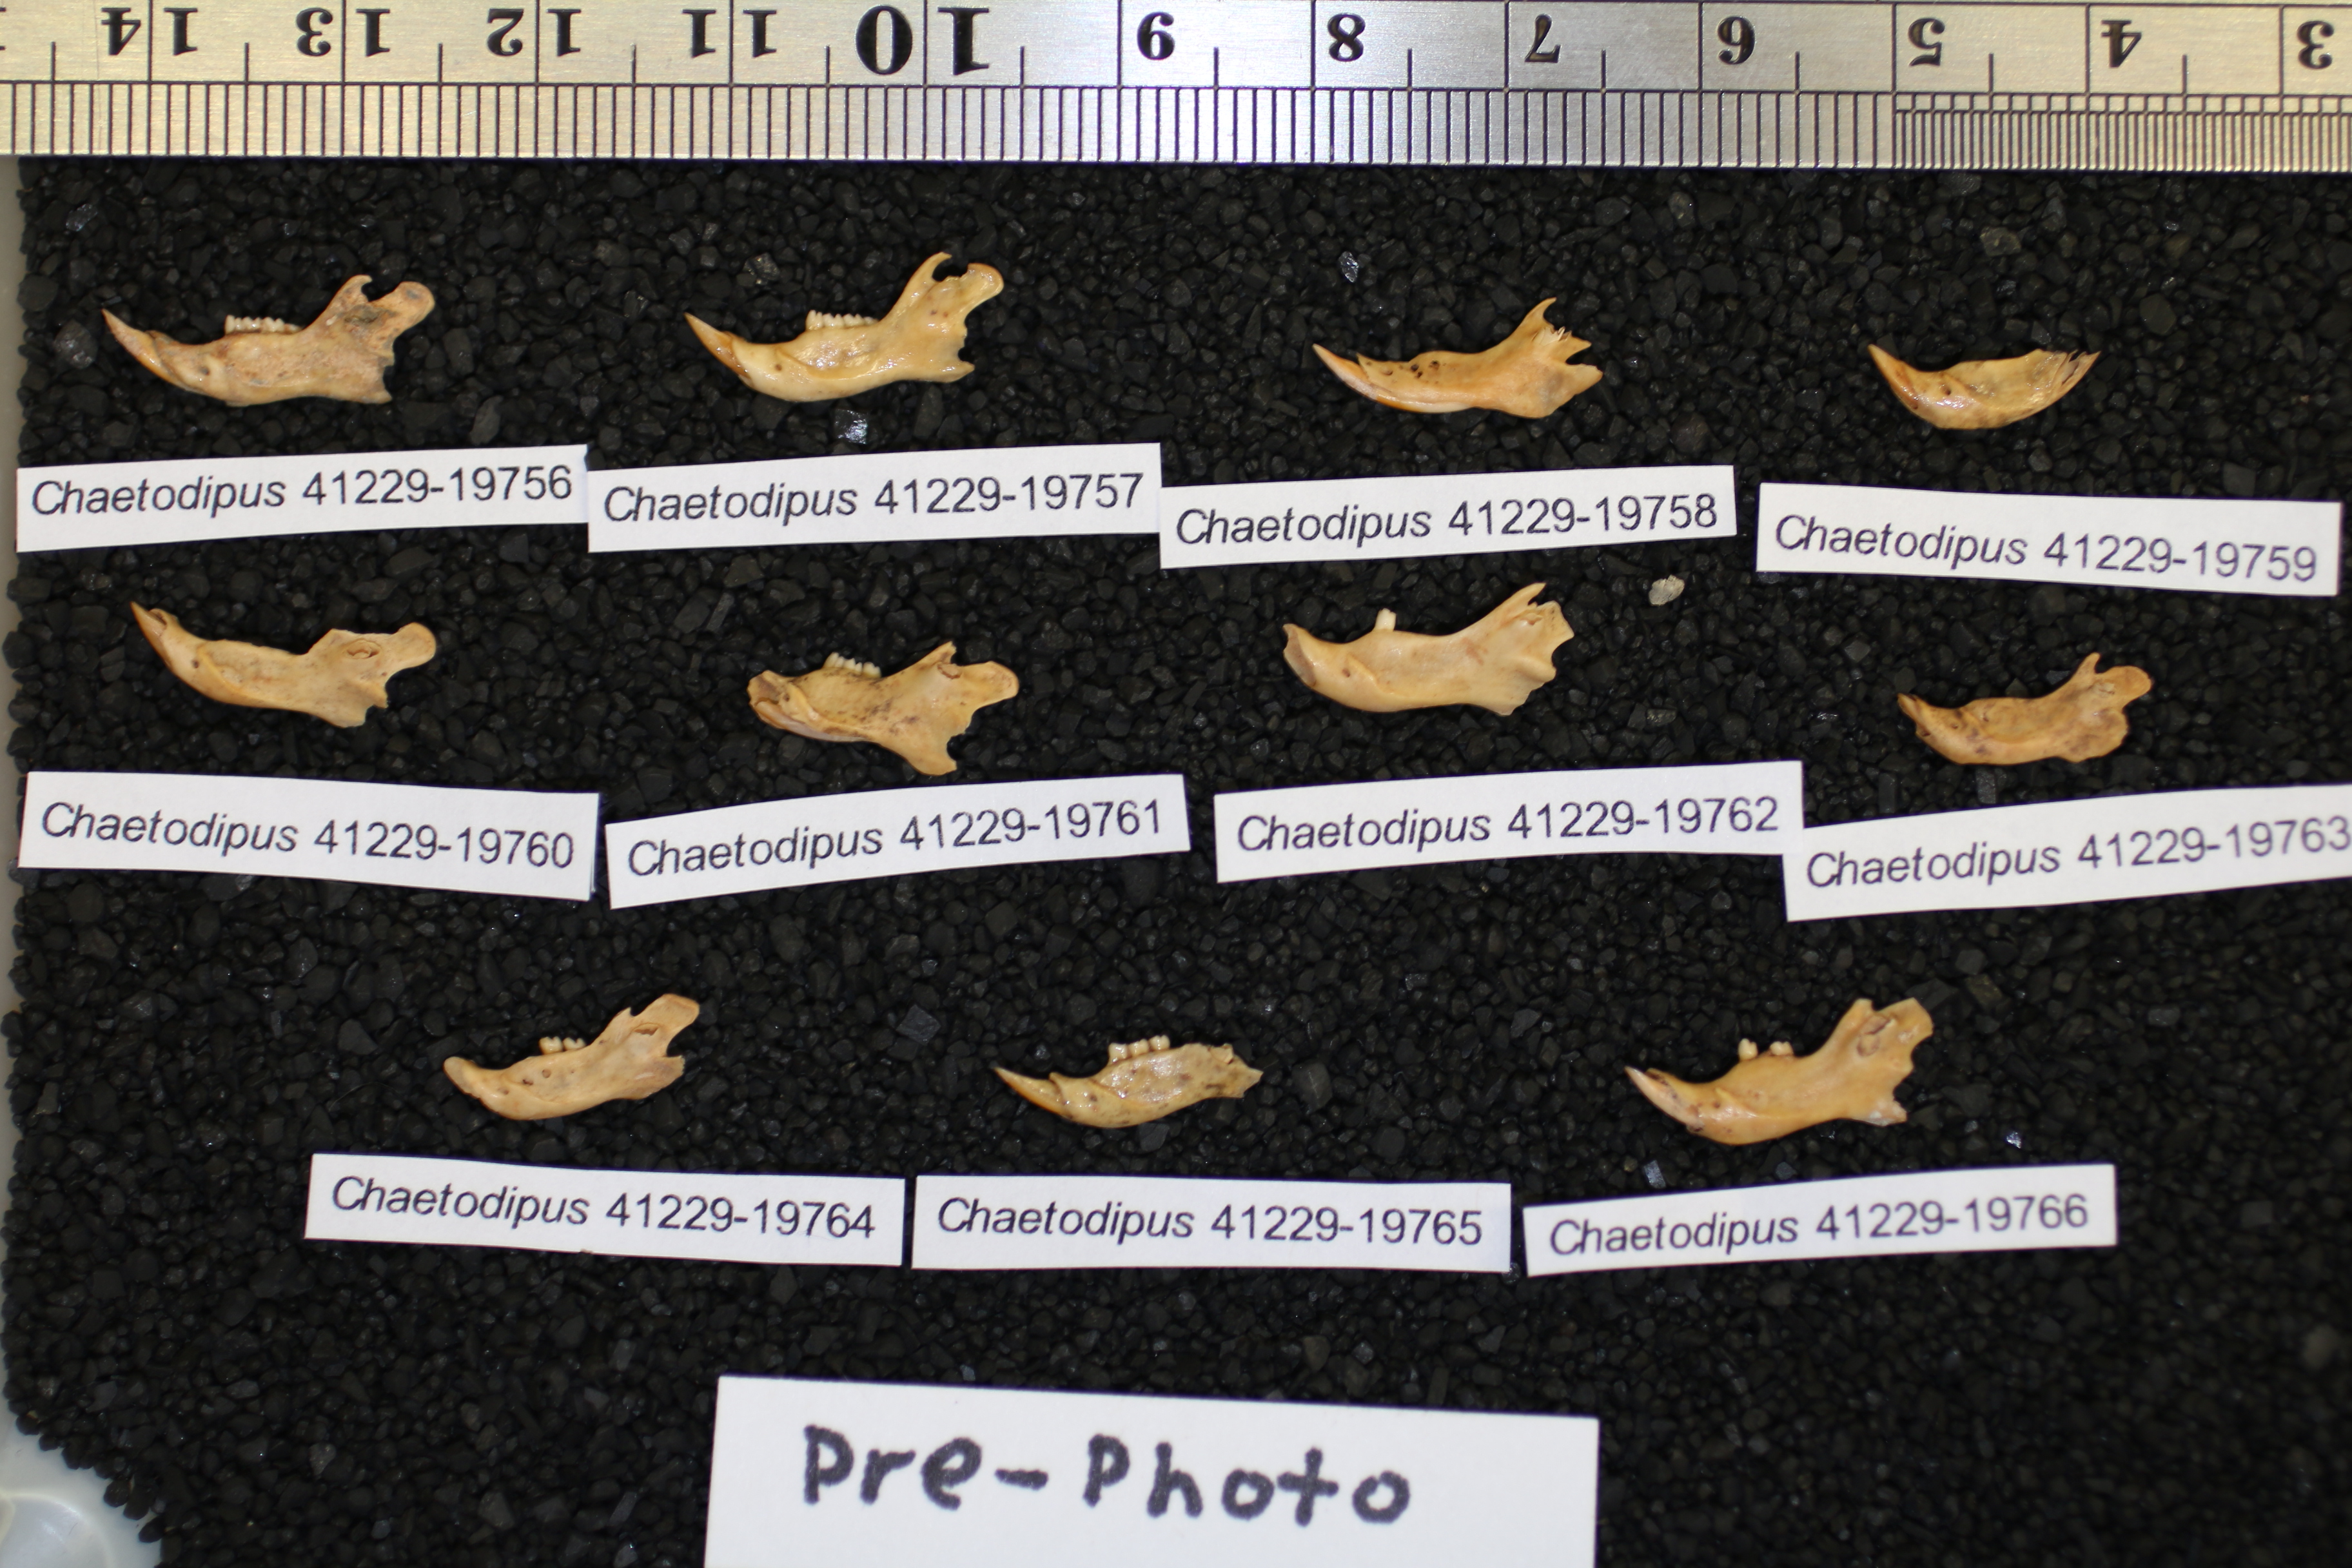 14 13 12 11 10 9 8 7 6 5 4 3
Chaetodipus 41229-19756
Chaetodipus 41229-19757
Chaetodipus 41229-19758
Chaetodipus 41229-19759
Chaetodipus 41229-19760
Chaetodipus 41229-19761
Chaetodipus 41229-19762
Chaetodipus 41229-19763
Chaetodipus 41229-19764
Chaetodipus 41229-19765
Chaetodipus 41229-19766
Pre-Photo